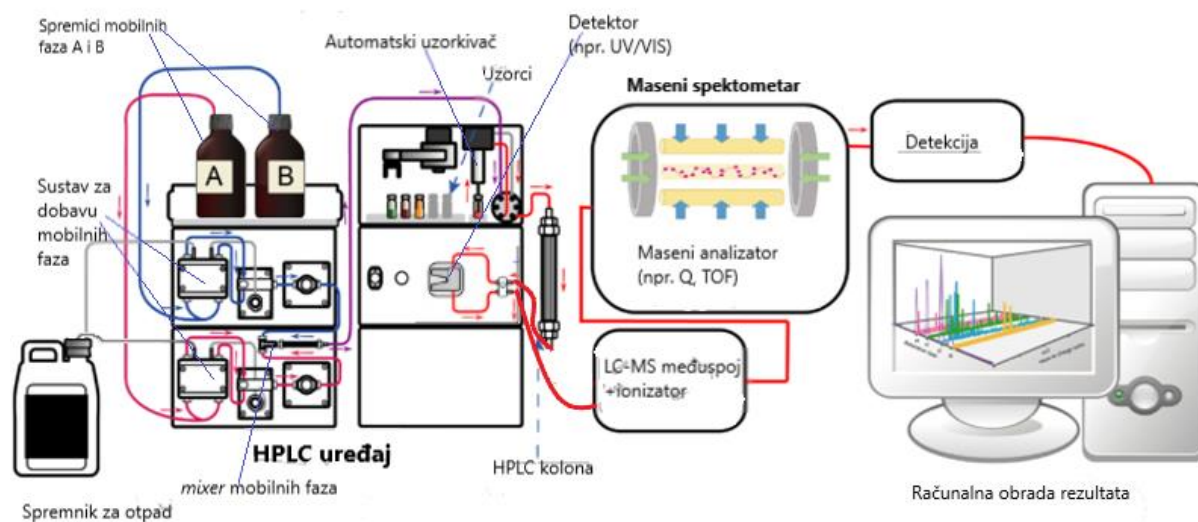 Spremici mobilnih
faza A i B
Automatski uzorkivač
Detektor
(npr. UV/VIS)
Uzorci
Maseni spektometar
Detekcija
A
B
Sustav za
dobavu
mobilnih
faza
Maseni analizator
(npr. Q, TOF)
LC-MS međuspoj
+ionizator
HPLC uređaj
mixer mobilnih faza
HPLC kolona
Spremnik za otpad
Računalna obrada rezultata